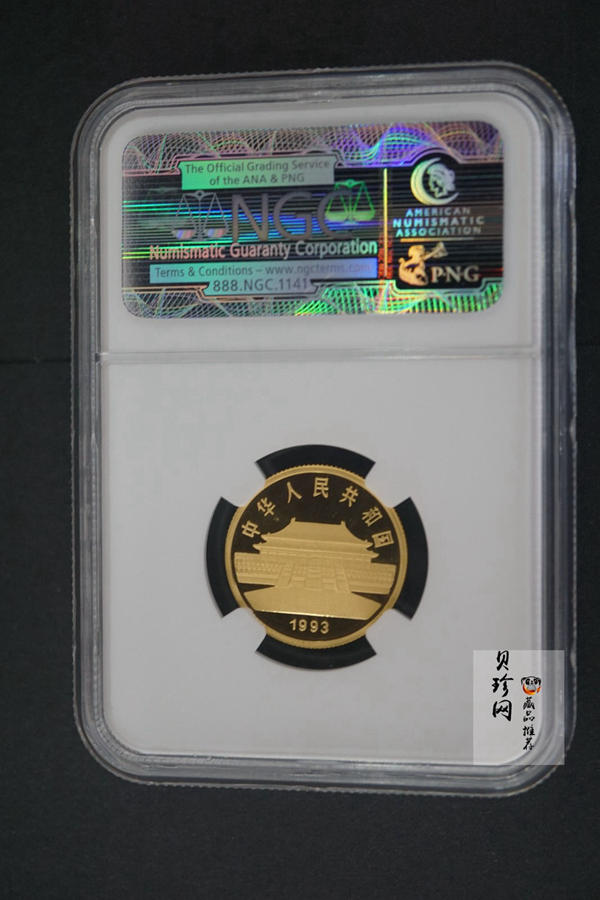 The Official Grading Service
of the ANA & PNG
NGC
Numismatic Guaranty Corporation
Terms & Conditions – www.ngcterms.com
888.NGC.1141
AMERICAN
NUMISMATIC
ASSOCIATION
PNG
中华人民共和国
1993
贝珍网
藏品推荐